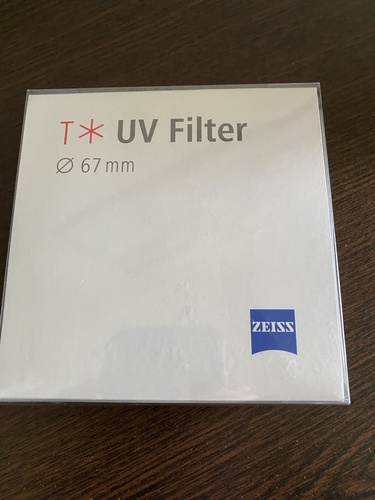 T* UV Filter
Ø 67 mm
ZEISS